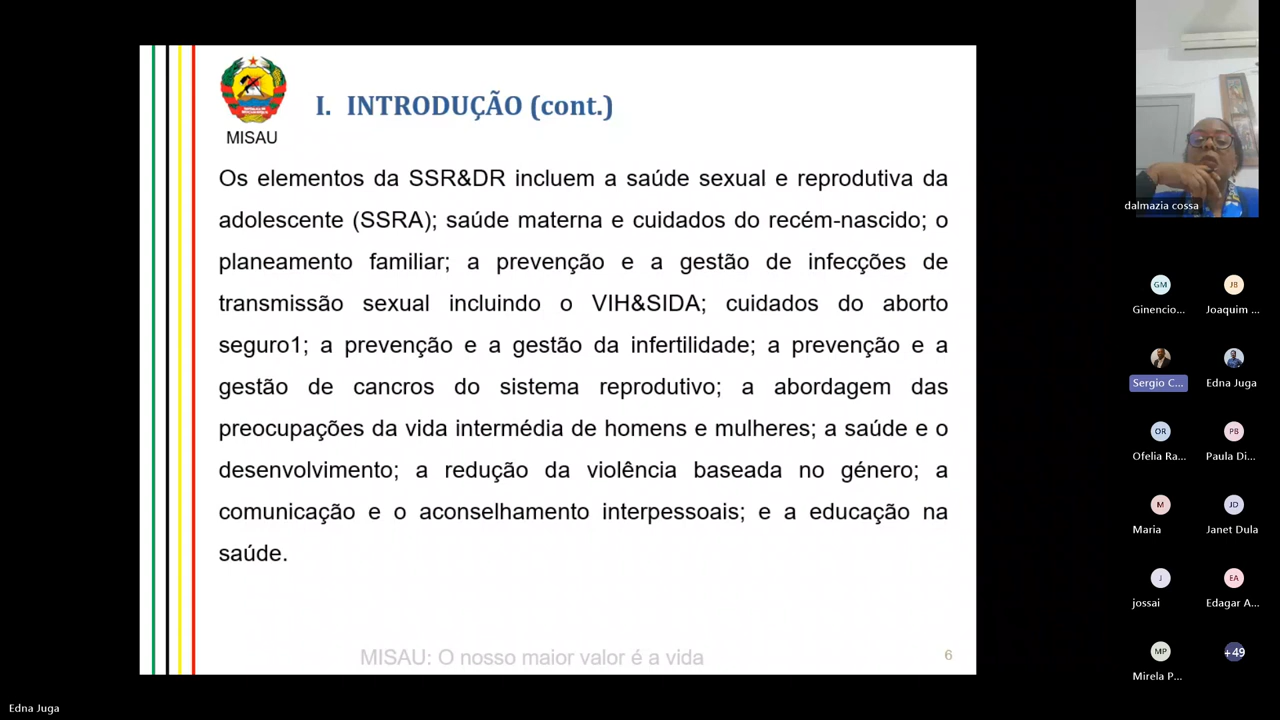 I. INTRODUÇÃO (cont.)
MISAU
Os elementos da SSR&DR incluem a saúde sexual e reprodutiva da
adolescente (SSRA); saúde materna e cuidados do recém-nascido; o
planeamento familiar; a prevenção e a gestão de infecções de
transmissão sexual incluindo o VIH&SIDA; cuidados do aborto
seguro1; a prevenção e a gestão da infertilidade; a prevenção e a
gestão de cancros do sistema reprodutivo; a abordagem das
preocupações da vida intermédia de homens e mulheres; a saúde e o
desenvolvimento; a redução da violência baseada no género; a
comunicação e o aconselhamento interpessoais; e a educação na
saúde.
MISAU: O nosso maior valor é a vida
6
dalmazia cossa
GM
JB
Ginencio...
Joaquim ...
Sergio C...
Edna Juga
OR
PB
Ofelia Ra...
Paula Di...
M
JD
Maria
Janet Dula
J
EA
jossai
Edagar A...
MP
+49
Mirela P...
Edna Juga